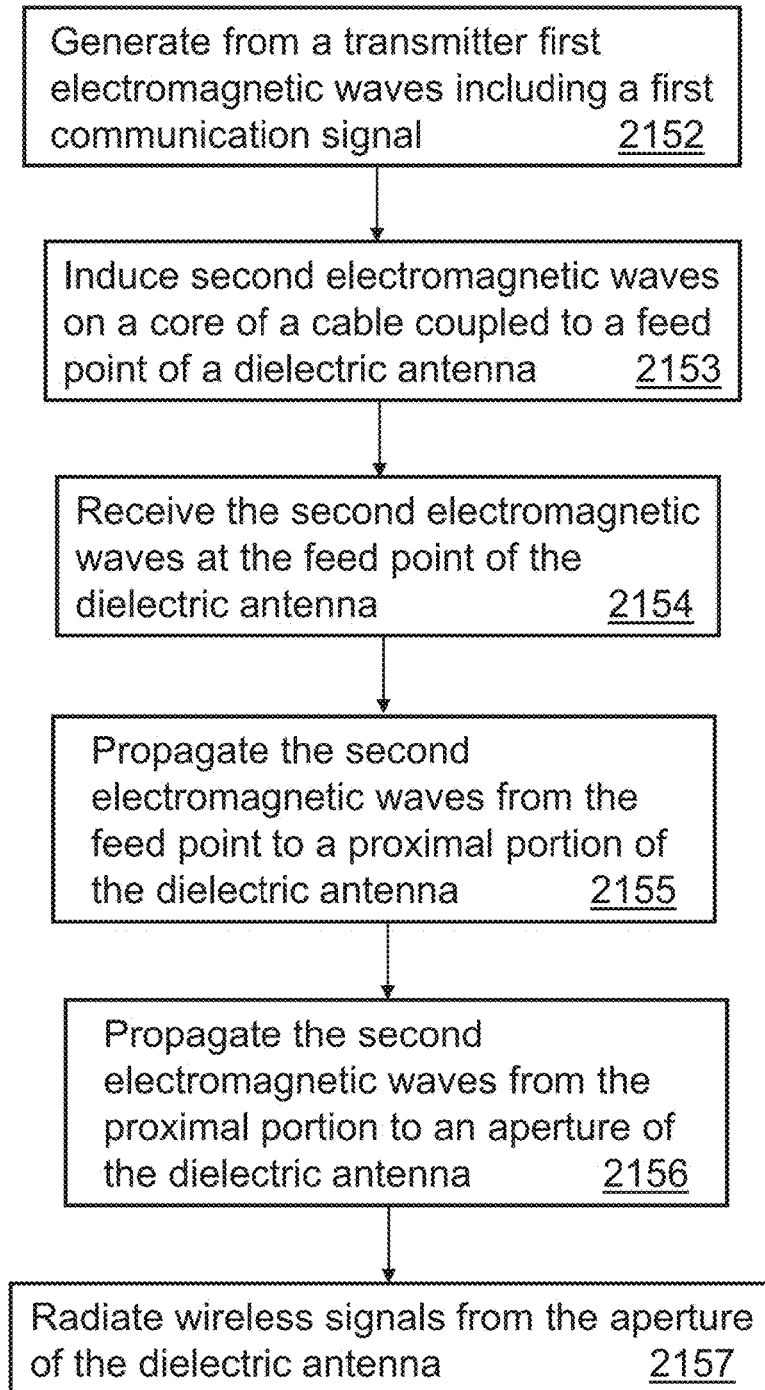 Generate from a transmitter first
electromagnetic waves including a first
communication signal 2152
Induce second electromagnetic waves
on a core of a cable coupled to a feed
point of a dielectric antenna 2153
Receive the second electromagnetic
waves at the feed point of the
dielectric antenna 2154
Propagate the second
electromagnetic waves from the
feed point to a proximal portion of
the dielectric antenna 2155
Propagate the second
electromagnetic waves from the
proximal portion to an aperture of
the dielectric antenna 2156
Radiate wireless signals from the aperture
of the dielectric antenna 2157